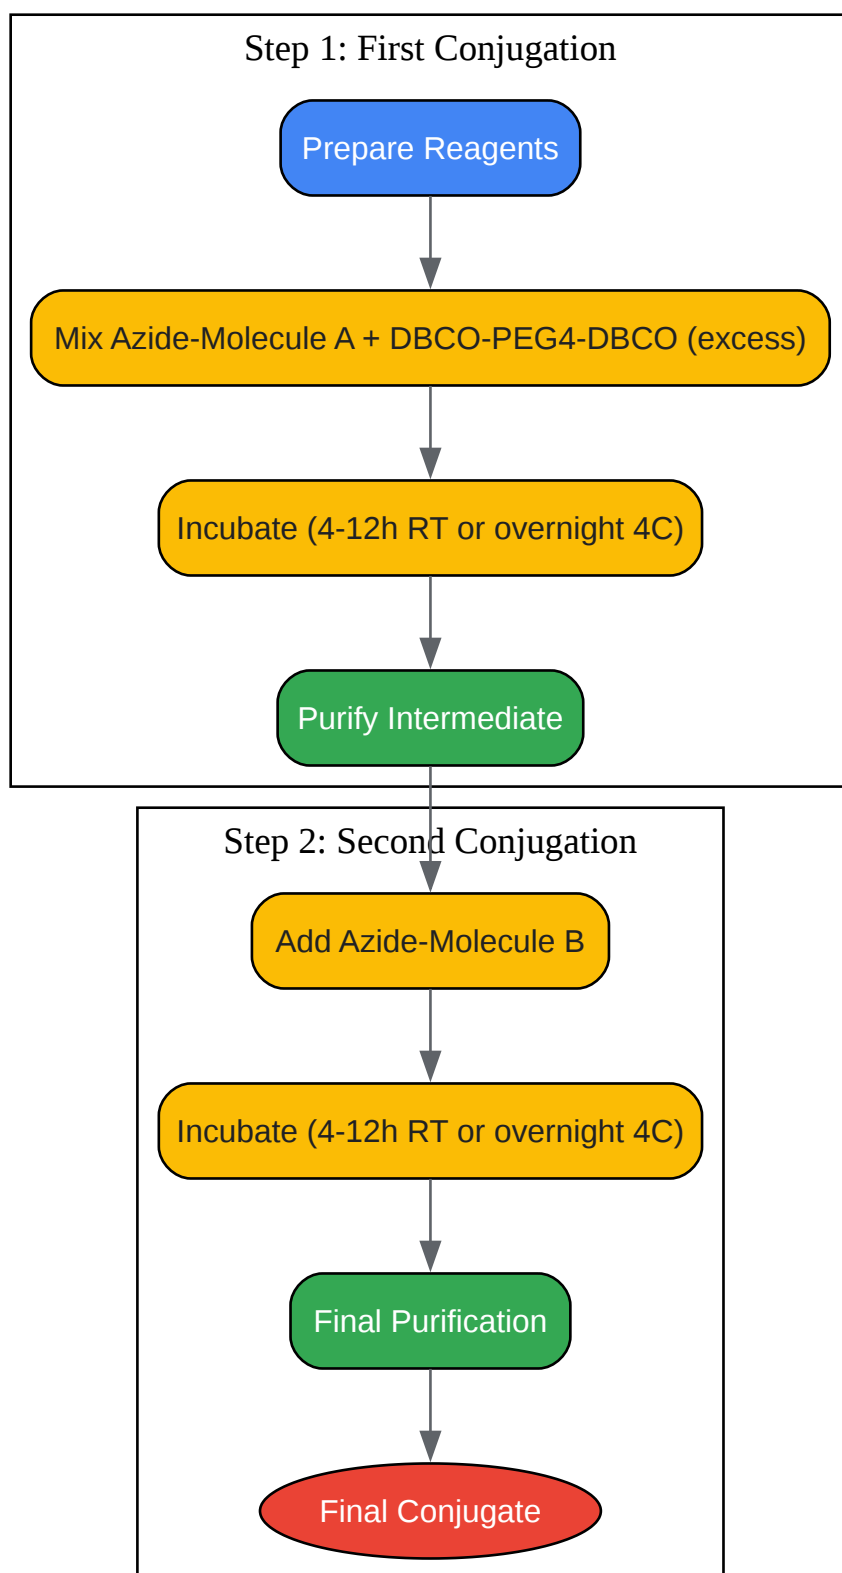 Step 1: First Conjugation
Prepare Reagents
Mix Azide-Molecule A + DBCO-PEG4-DBCO (excess)
Incubate (4-12h RT or overnight 4C)
Purify Intermediate
Step 2: Second Conjugation
Add Azide-Molecule B
Incubate (4-12h RT or overnight 4C)
Final Purification
Final Conjugate